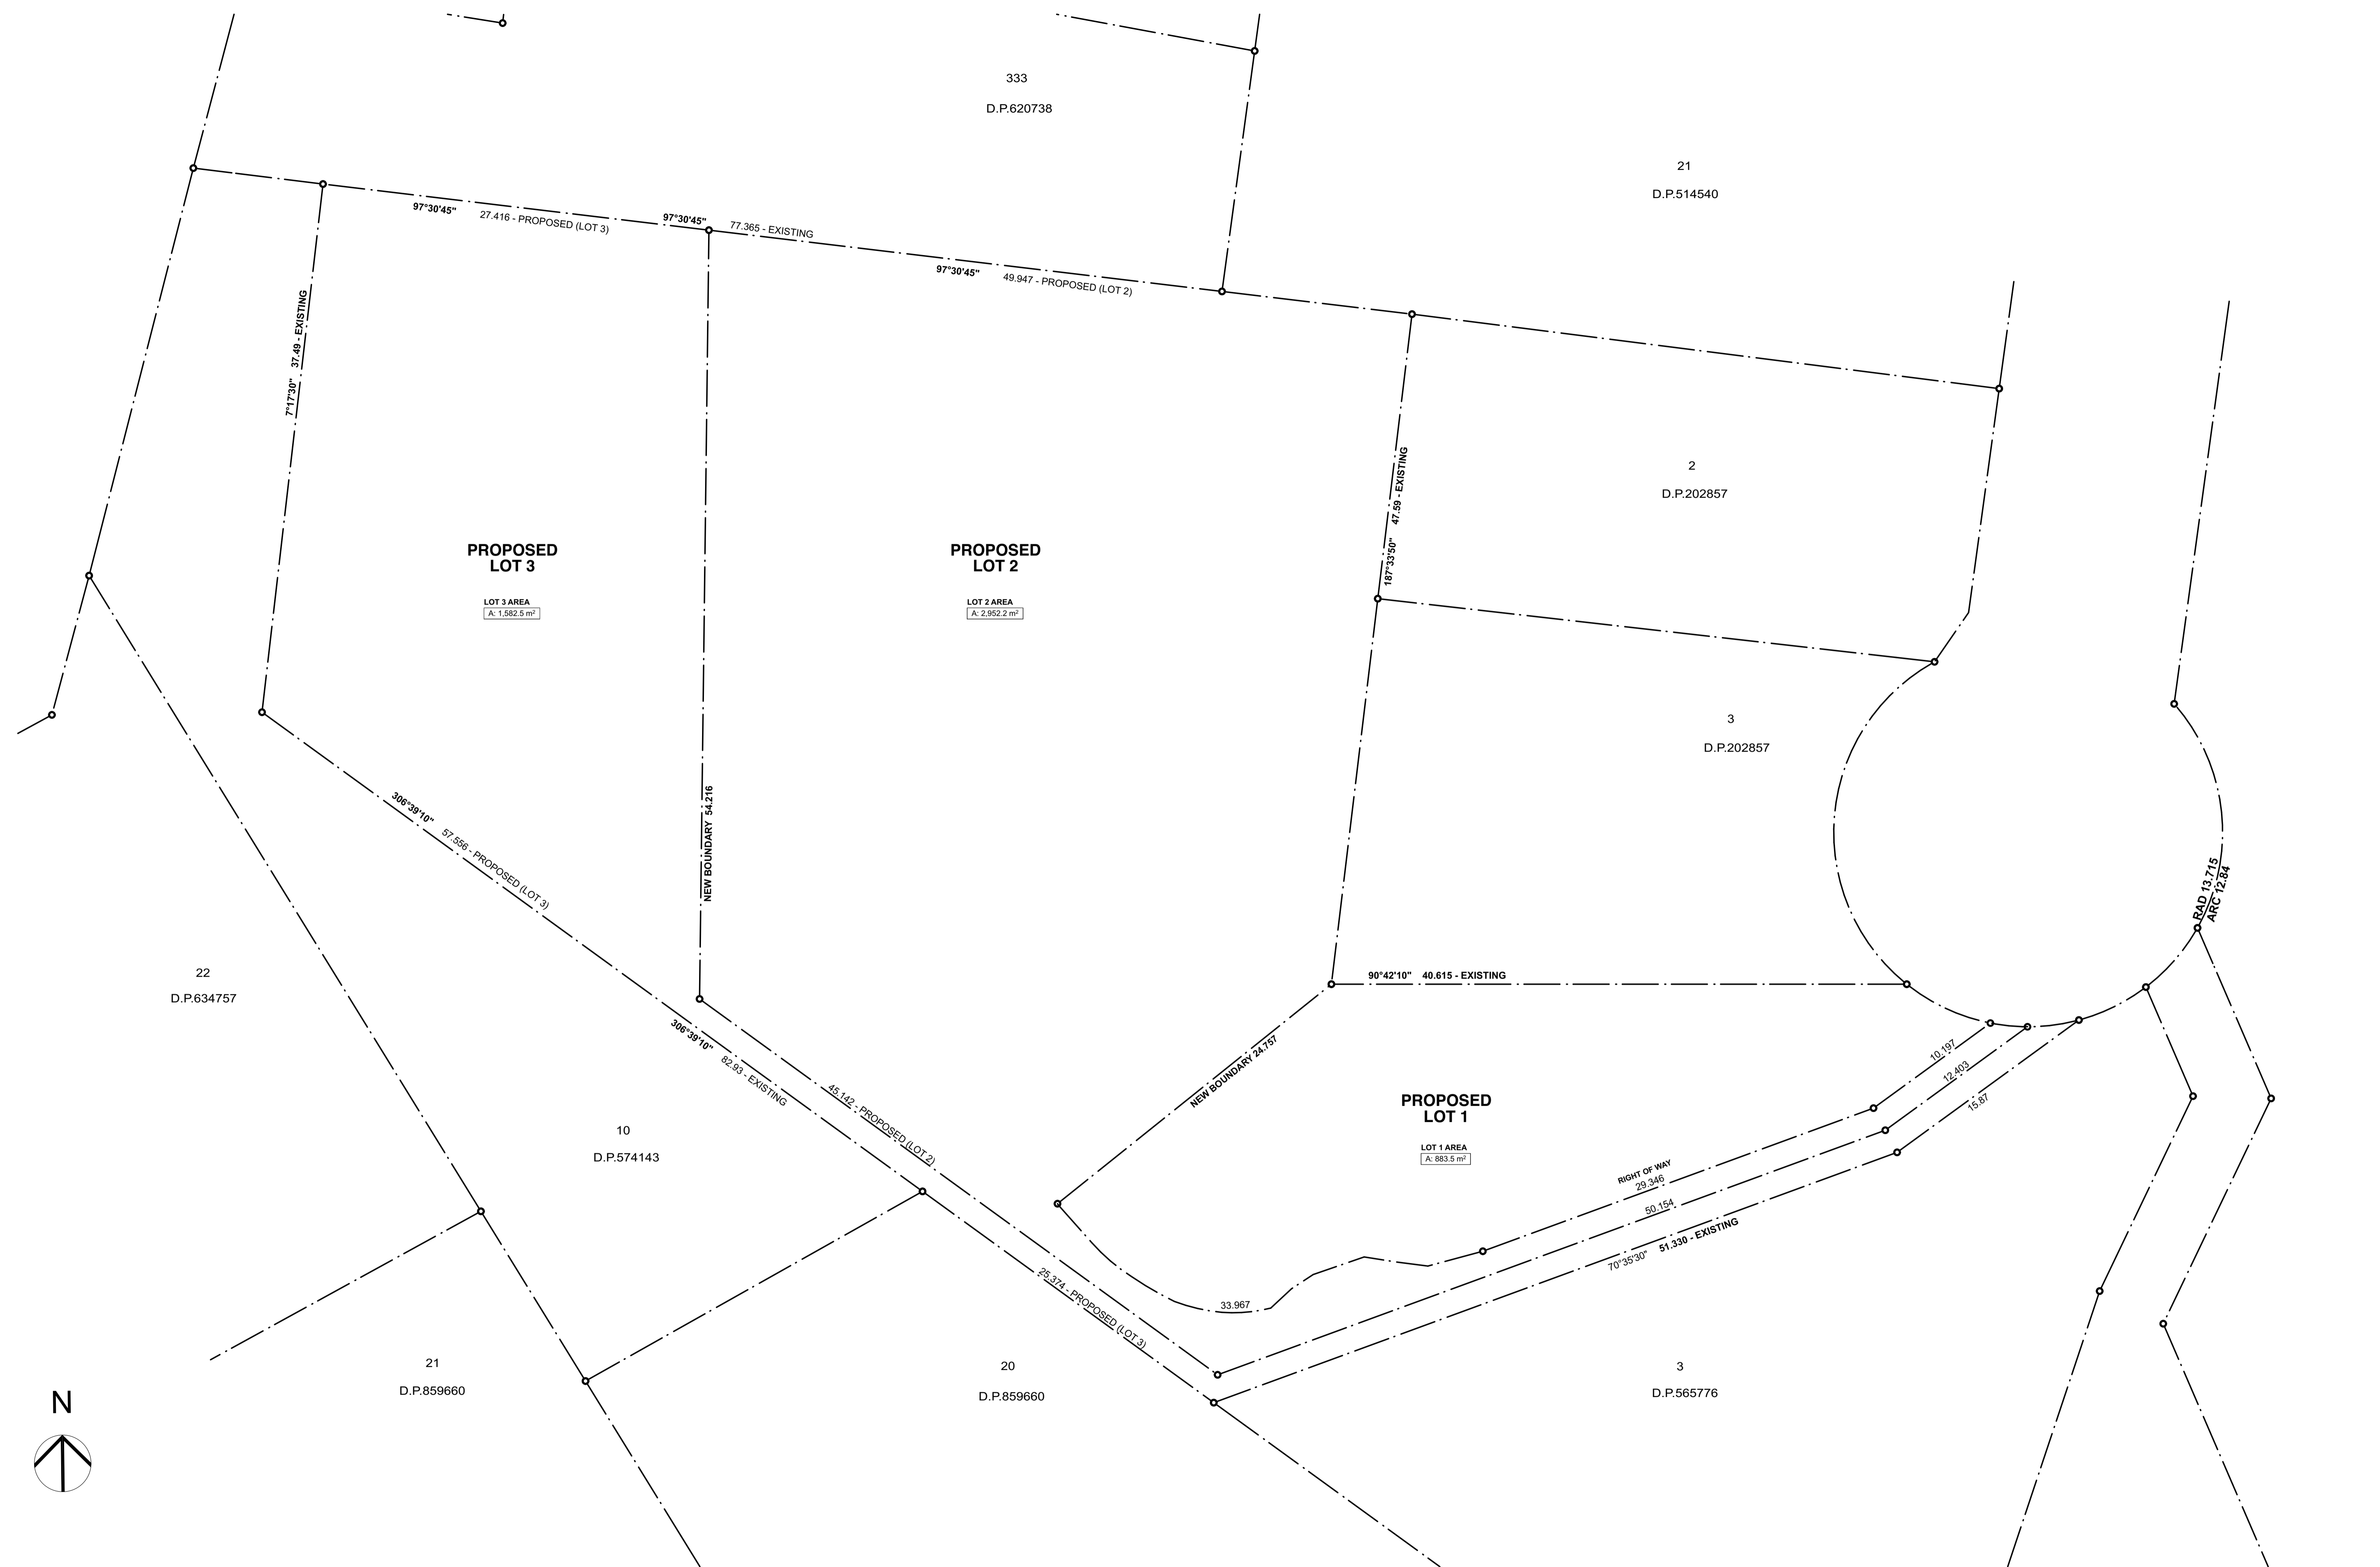 333
D.P.620738
21
D.P.514540
97°30'45"
27.416 - PROPOSED (LOT 3)
97°30'45"
77.365 - EXISTING
97°30'45"
49.947 - PROPOSED (LOT 2)
7°17'30" 37.49 - EXISTING
187°33'50" 47.59 - EXISTING
2
D.P.202857
PROPOSED
LOT 3
LOT 3 AREA
A: 1,582.5 m²
PROPOSED
LOT 2
LOT 2 AREA
A: 2,952.2 m²
3
D.P.202857
306°39'10"
57.556 - PROPOSED (LOT 3)
NEW BOUNDARY 54.216
RAD 13.715
ARC 12.84
22
D.P.634757
90°42'10" 40.615 - EXISTING
306°39'10"
82.93 - EXISTING
45.142 - PROPOSED (LOT 2)
NEW BOUNDARY 24.757
10.197
12.403
15.87
PROPOSED
LOT 1
LOT 1 AREA
A: 883.5 m²
10
D.P.574143
RIGHT OF WAY
29.346
50.154
70°35'30" 51.330 - EXISTING
25.374 - PROPOSED (LOT 3)
33.967
21
D.P.859660
20
D.P.859660
3
D.P.565776
N